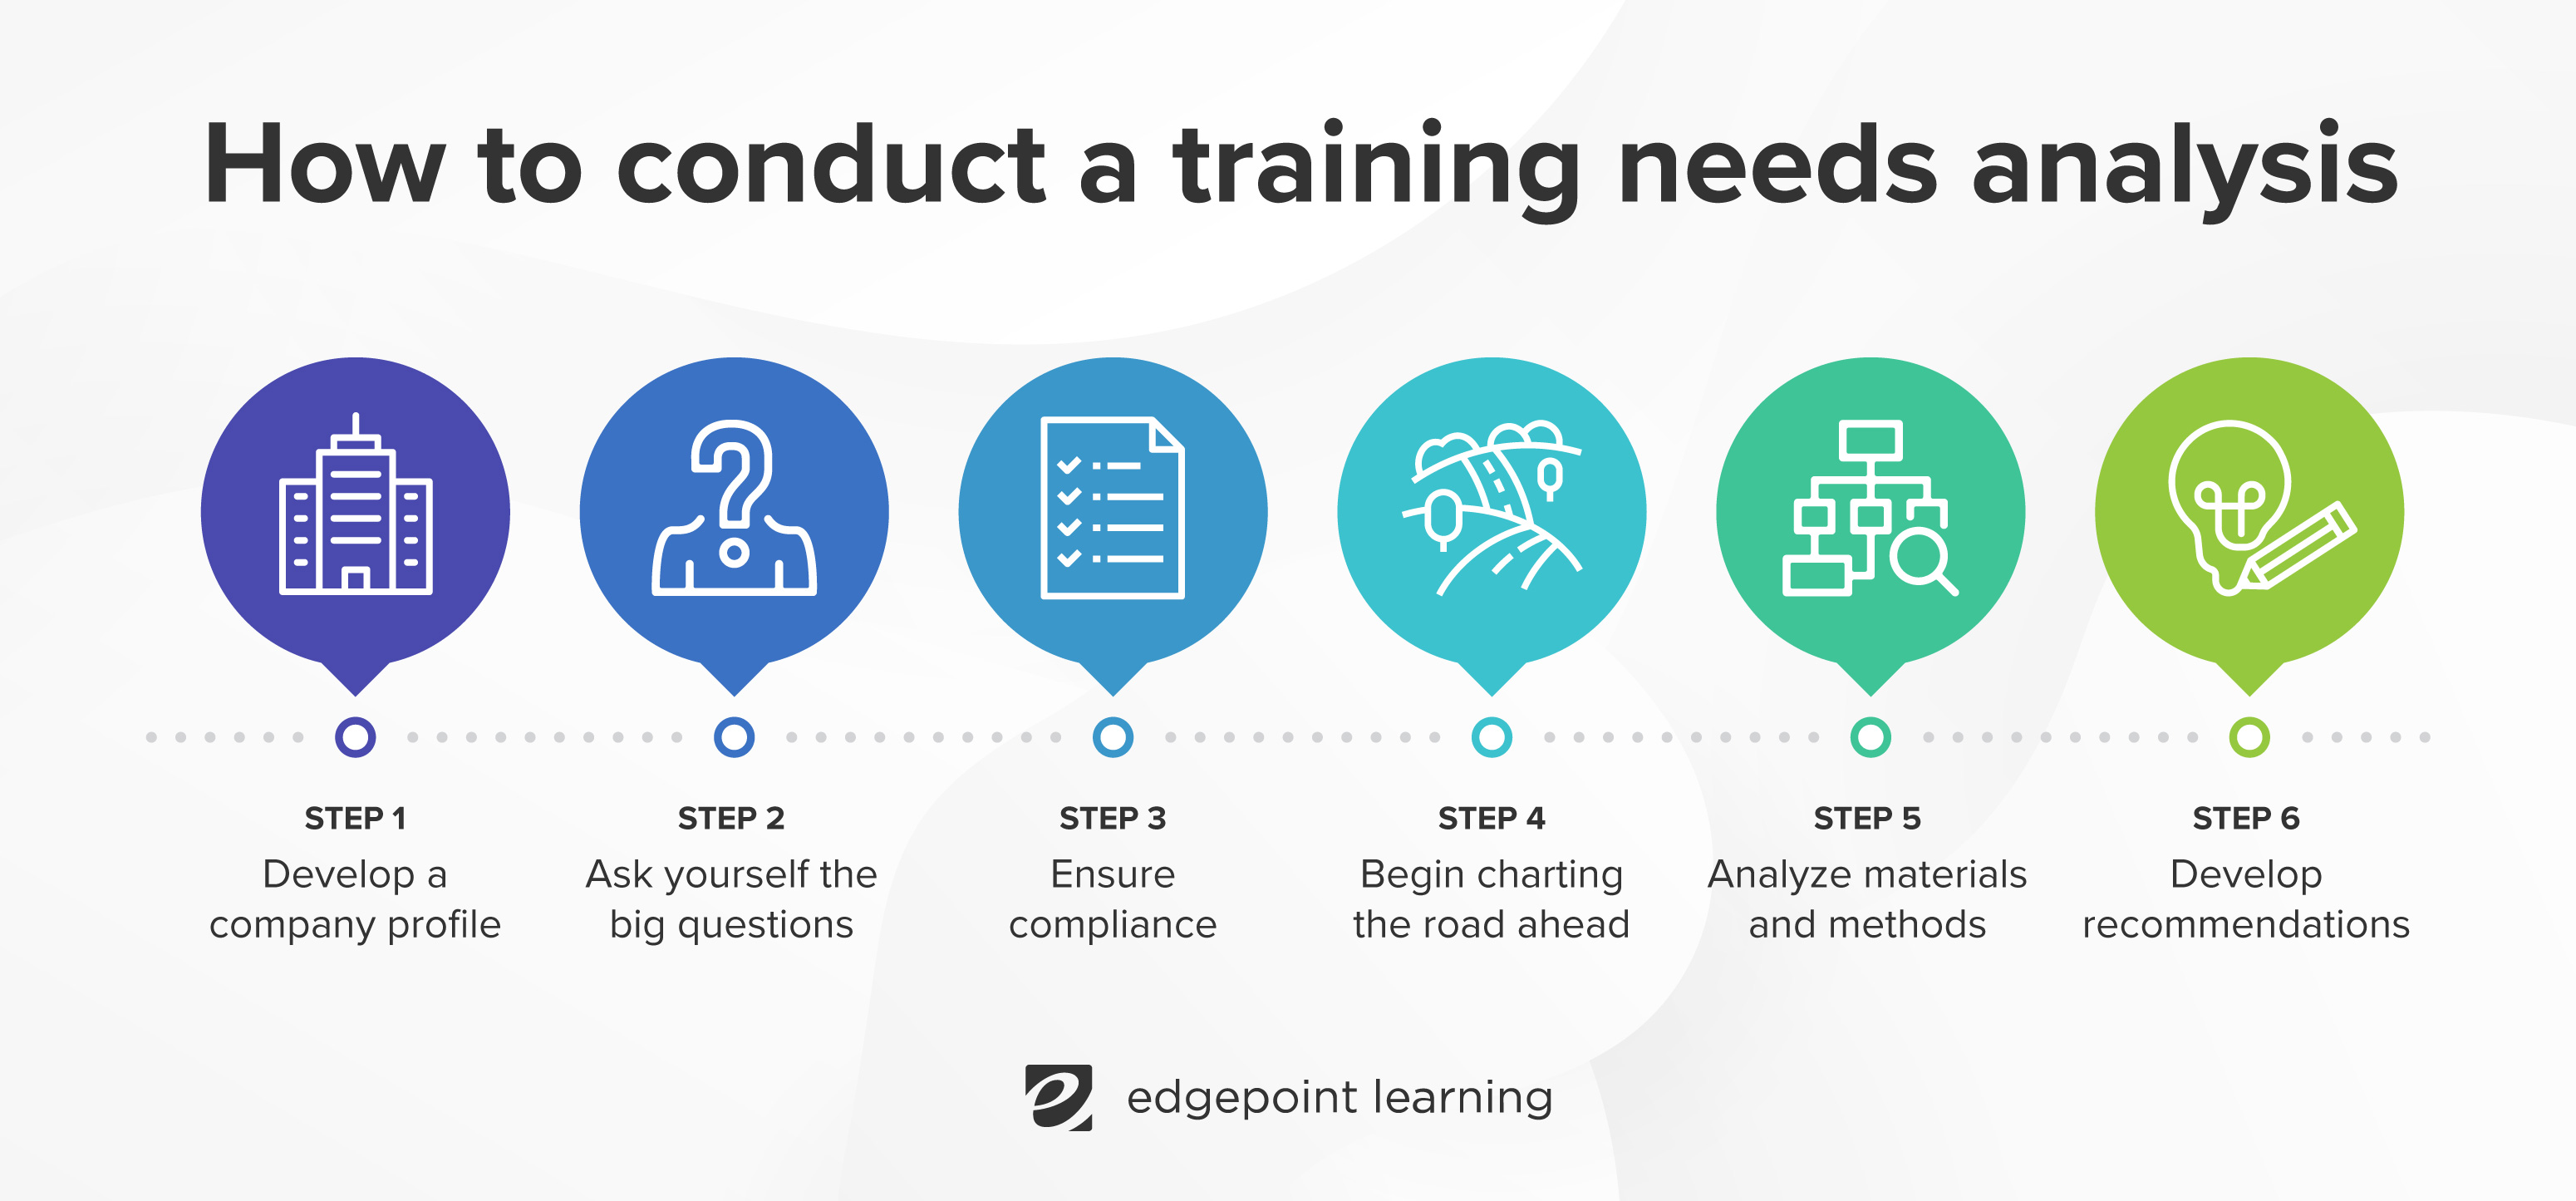 How to conduct a training needs analysis
STEP 1
Develop a
company profile
STEP 2
Ask yourself the
big questions
STEP 3
Ensure
compliance
STEP 4
Begin charting
the road ahead
STEP 5
Analyze materials
and methods
STEP 6
Develop
recommendations
edgepoint learning